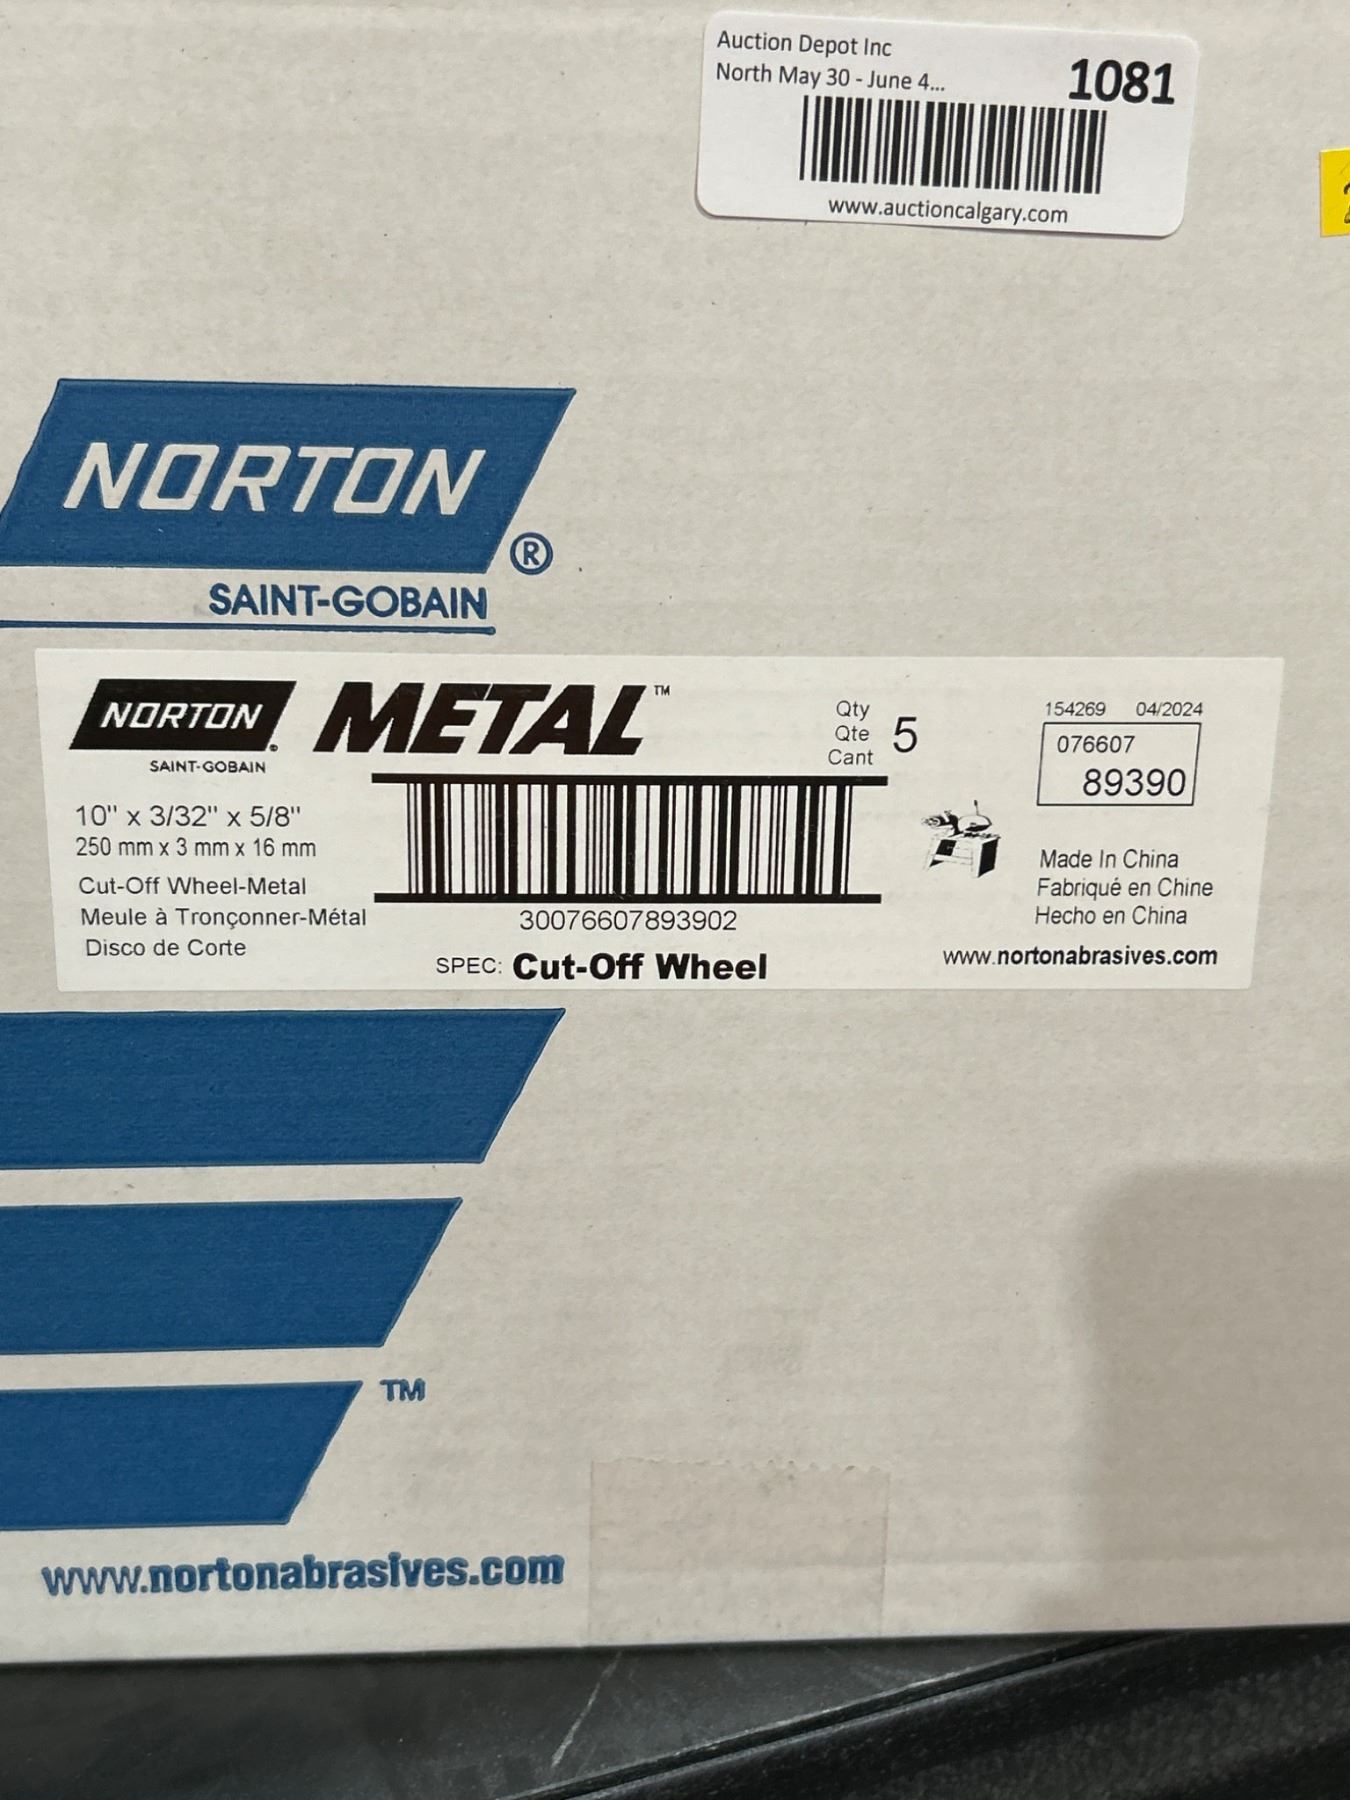 Auction Depot Inc
North May 30 - June 4...
1081
www.auctioncalgary.com
NORTON
®
SAINT-GOBAIN
NORTON®
SAINT-GOBAIN
METAL™
Qty
Qte
Cant
5
154269 04/2024
076607
89390
10" x 3/32" x 5/8"
250 mm x 3 mm x 16 mm
Cut-Off Wheel-Metal
Meule à Tronçonner-Métal
Disco de Corte
30076607893902
SPEC: Cut-Off Wheel
Made In China
Fabriqué en Chine
Hecho en China
www.nortonabrasives.com
TM
www.nortonabrasives.com